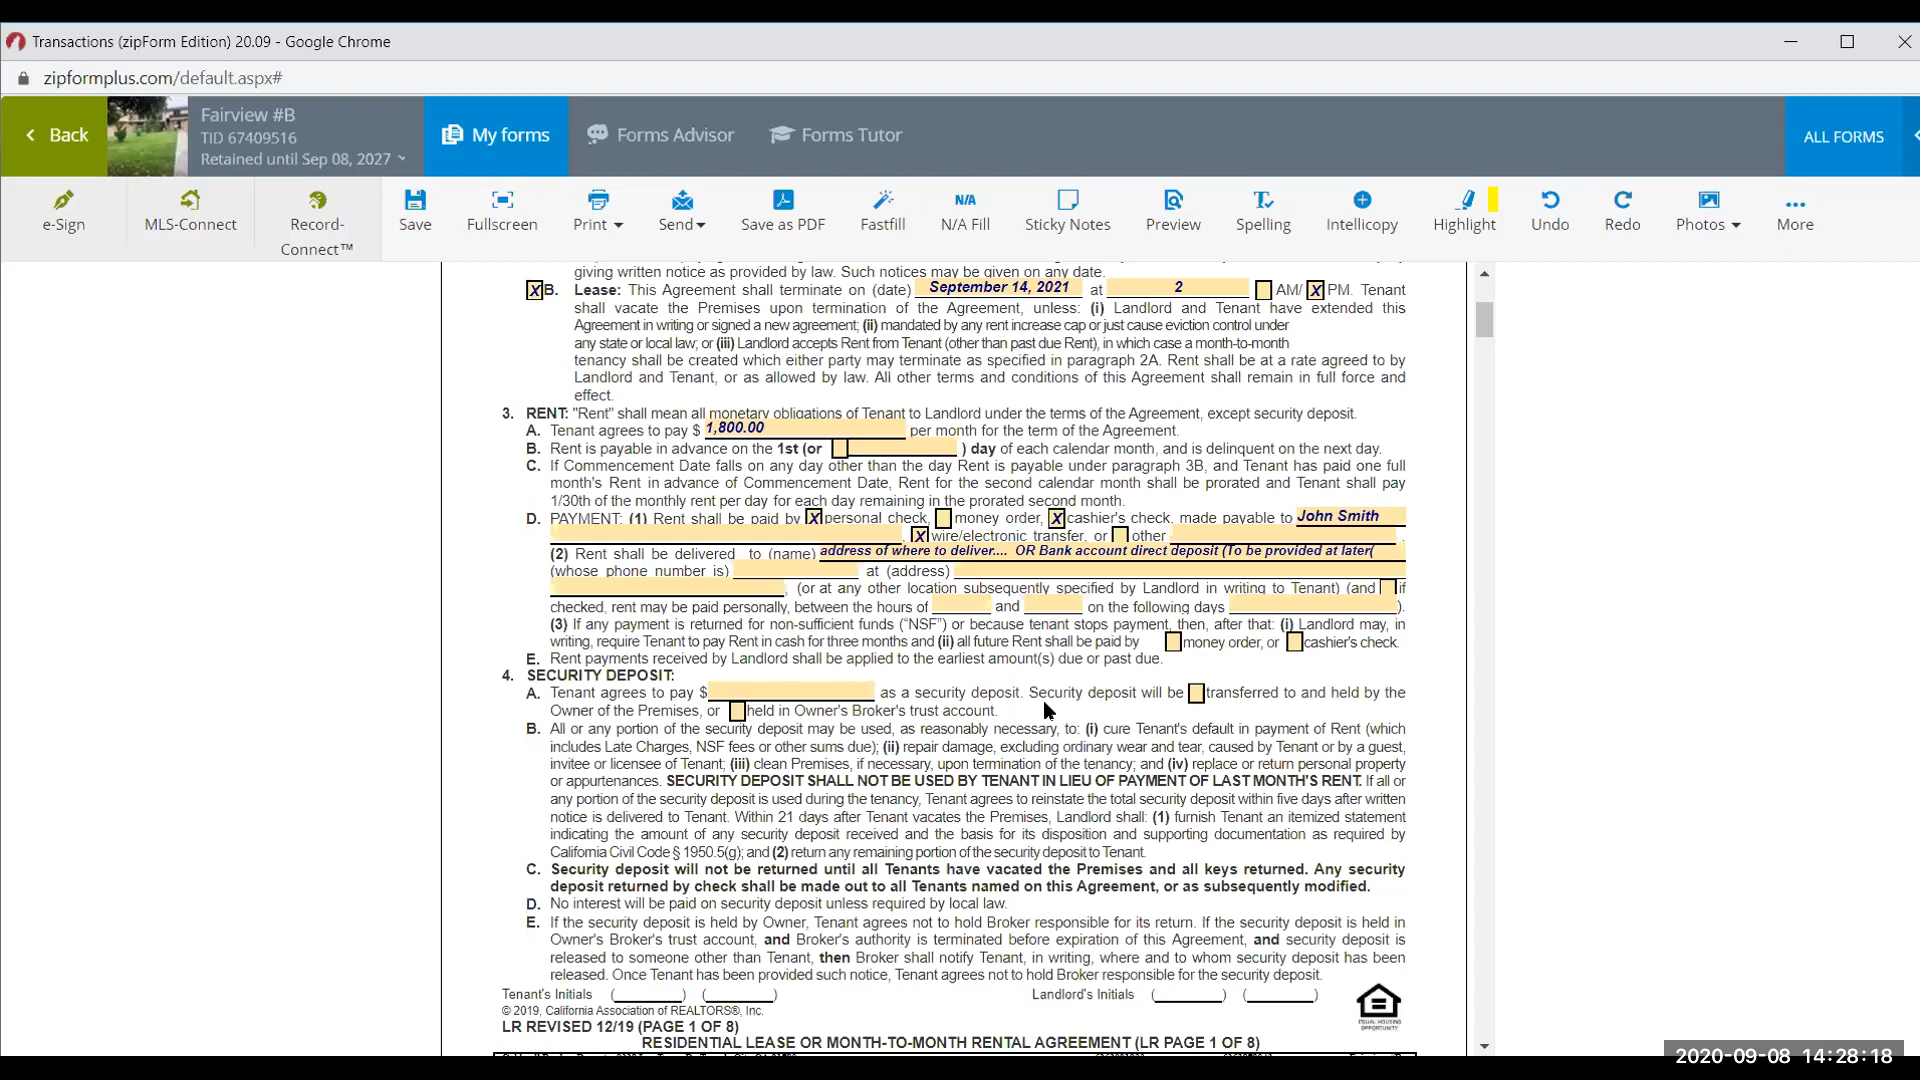 Transactions (zipForm Edition) 20.09 - Google Chrome
zipformplus.com/default.aspx#
Back
Fairview #B
TID 67409516
Retained until Sep 08, 2027
My forms
Forms Advisor
Forms Tutor
ALL FORMS
e-Sign
MLS-Connect
Record-
Connect™
Save
Fullscreen
Print
Send
Save as PDF
Fastfill
N/A
N/A Fill
Sticky Notes
Preview
Spelling
Intellicopy
Highlight
Undo
Redo
Photos
More
giving written notice as provided by law. Such notices may be given on any date.
X B. Lease: This Agreement shall terminate on (date) September 14, 2021 at 2 AM/ X PM. Tenant
shall vacate the Premises upon termination of the Agreement, unless: (i) Landlord and Tenant have extended this
Agreement in writing or signed a new agreement; (ii) mandated by any rent increase cap or just cause eviction control under
any state or local law; or (iii) Landlord accepts Rent from Tenant (other than past due Rent), in which case a month-to-month
tenancy shall be created which either party may terminate as specified in paragraph 2A. Rent shall be at a rate agreed to by
Landlord and Tenant, or as allowed by law. All other terms and conditions of this Agreement shall remain in full force and
effect.
3. RENT: "Rent" shall mean all monetary obligations of Tenant to Landlord under the terms of the Agreement, except security deposit.
A. Tenant agrees to pay $ 1,800.00 per month for the term of the Agreement.
B. Rent is payable in advance on the 1st (or ) day of each calendar month, and is delinquent on the next day.
C. If Commencement Date falls on any day other than the day Rent is payable under paragraph 3B, and Tenant has paid one full
month's Rent in advance of Commencement Date, Rent for the second calendar month shall be prorated and Tenant shall pay
1/30th of the monthly rent per day for each day remaining in the prorated second month.
D. PAYMENT: (1) Rent shall be paid by X personal check, money order, X cashier's check, made payable to John Smith
, X wire/electronic transfer, or other .
(2) Rent shall be delivered to (name) address of where to deliver.... OR Bank account direct deposit (To be provided at later(
(whose phone number is) at (address)
, (or at any other location subsequently specified by Landlord in writing to Tenant) (and if
checked, rent may be paid personally, between the hours of and on the following days ).
(3) If any payment is returned for non-sufficient funds (“NSF”) or because tenant stops payment, then, after that: (i) Landlord may, in
writing, require Tenant to pay Rent in cash for three months and (ii) all future Rent shall be paid by money order, or cashier's check.
E. Rent payments received by Landlord shall be applied to the earliest amount(s) due or past due.
4. SECURITY DEPOSIT:
A. Tenant agrees to pay $ as a security deposit. Security deposit will be transferred to and held by the
Owner of the Premises, or held in Owner's Broker's trust account.
B. All or any portion of the security deposit may be used, as reasonably necessary, to: (i) cure Tenant's default in payment of Rent (which
includes Late Charges, NSF fees or other sums due); (ii) repair damage, excluding ordinary wear and tear, caused by Tenant or by a guest,
invitee or licensee of Tenant; (iii) clean Premises, if necessary, upon termination of the tenancy; and (iv) replace or return personal property
or appurtenances. SECURITY DEPOSIT SHALL NOT BE USED BY TENANT IN LIEU OF PAYMENT OF LAST MONTH'S RENT. If all or
any portion of the security deposit is used during the tenancy, Tenant agrees to reinstate the total security deposit within five days after written
notice is delivered to Tenant. Within 21 days after Tenant vacates the Premises, Landlord shall: (1) furnish Tenant an itemized statement
indicating the amount of any security deposit received and the basis for its disposition and supporting documentation as required by
California Civil Code § 1950.5(g); and (2) return any remaining portion of the security deposit to Tenant.
C. Security deposit will not be returned until all Tenants have vacated the Premises and all keys returned. Any security
deposit returned by check shall be made out to all Tenants named on this Agreement, or as subsequently modified.
D. No interest will be paid on security deposit unless required by local law.
E. If the security deposit is held by Owner, Tenant agrees not to hold Broker responsible for its return. If the security deposit is held in
Owner's Broker's trust account, and Broker's authority is terminated before expiration of this Agreement, and security deposit is
released to someone other than Tenant, then Broker shall notify Tenant, in writing, where and to whom security deposit has been
released. Once Tenant has been provided such notice, Tenant agrees not to hold Broker responsible for the security deposit.
Tenant's Initials ( ) ( ) Landlord's Initials ( ) ( )
© 2019, California Association of REALTORS®, Inc.
LR REVISED 12/19 (PAGE 1 OF 8)
EQUAL HOUSING
OPPORTUNITY
RESIDENTIAL LEASE OR MONTH-TO-MONTH RENTAL AGREEMENT (LR PAGE 1 OF 8)
2020-09-08 14:28:18